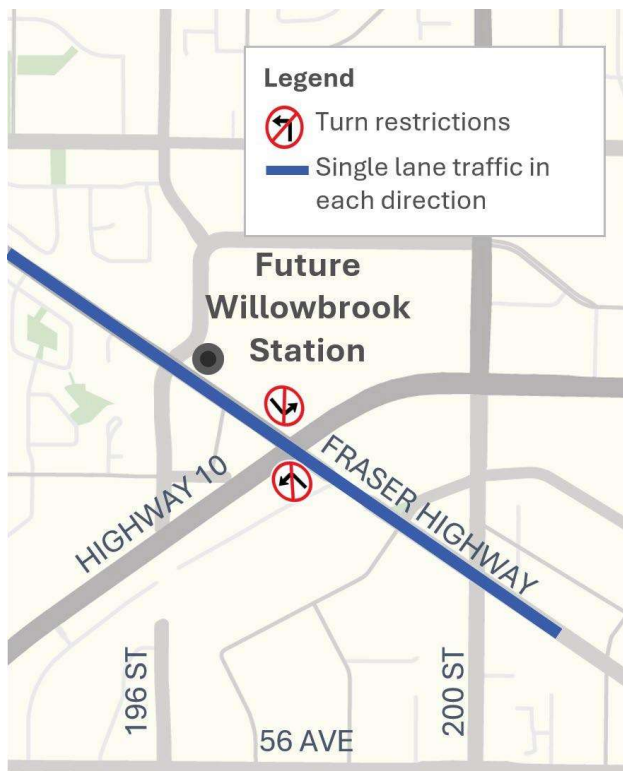 Legend
Turn restrictions
Single lane traffic in
each direction
Future
Willowbrook
Station
HIGHWAY 10
FRASER HIGHWAY
196 ST
200 ST
56 AVE